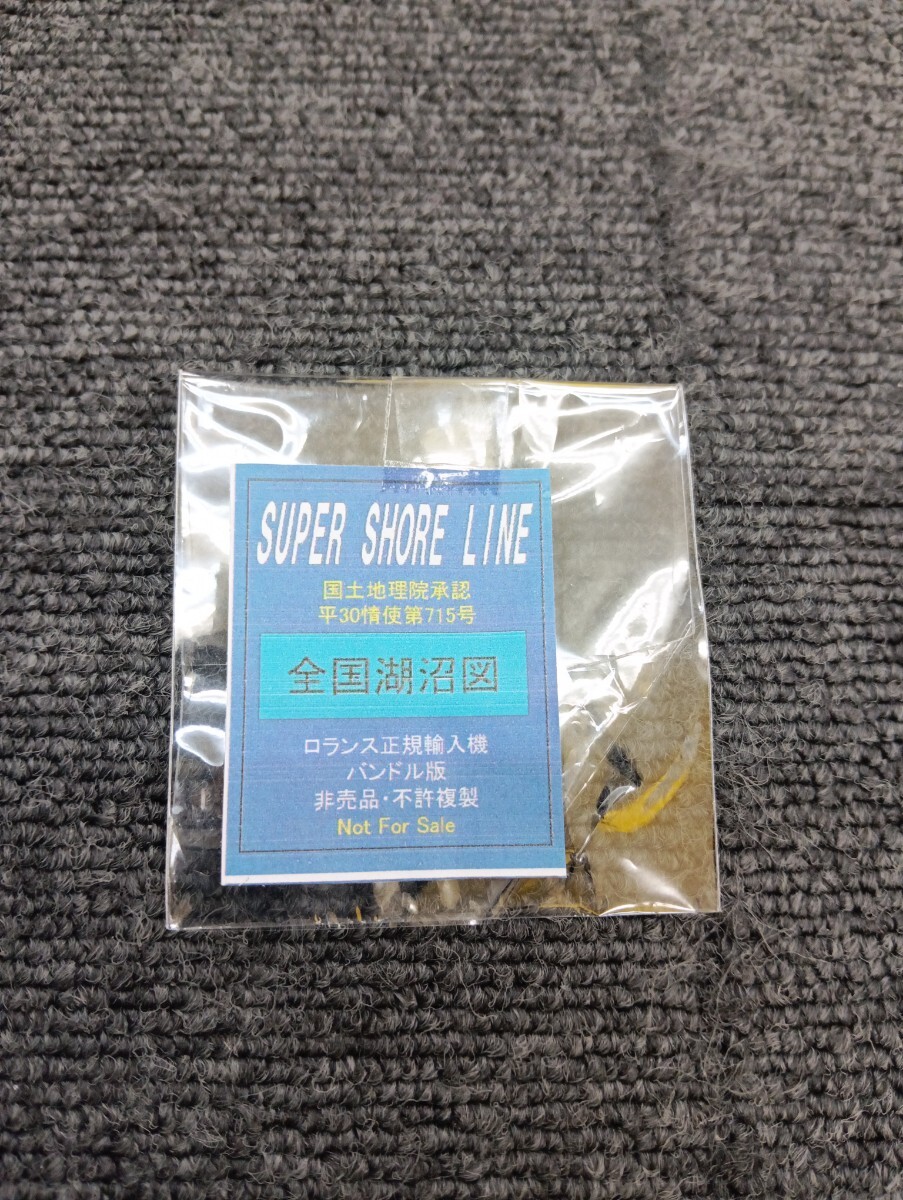 SUPER SHORE LINE
国土地理院承認
平30情使第715号
全国湖沼図
ロランス正規輸入機
バンドル版
非売品・不許複製
Not For Sale